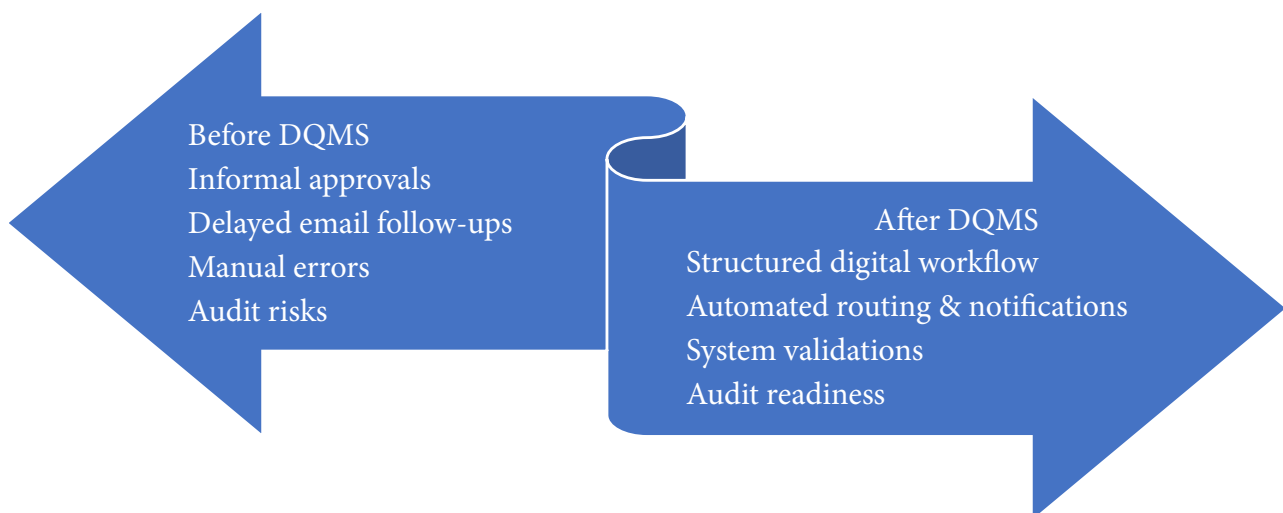 Before DQMS
Informal approvals
Delayed email follow-ups
Manual errors
Audit risks
After DQMS
Structured digital workflow
Automated routing & notifications
System validations
Audit readiness